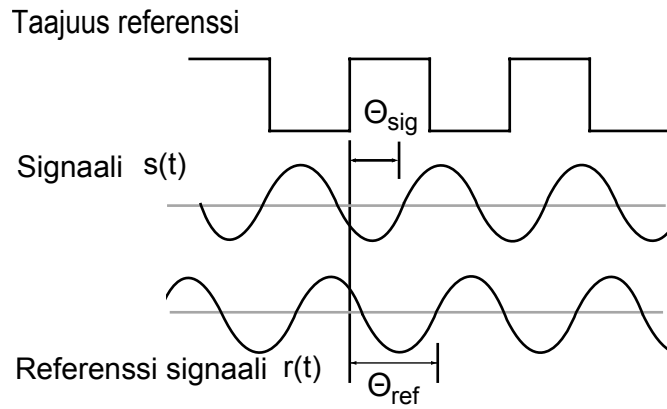 Taajuus referenssi
Θsig
Signaali s(t)
Referenssi signaali r(t)
Θref